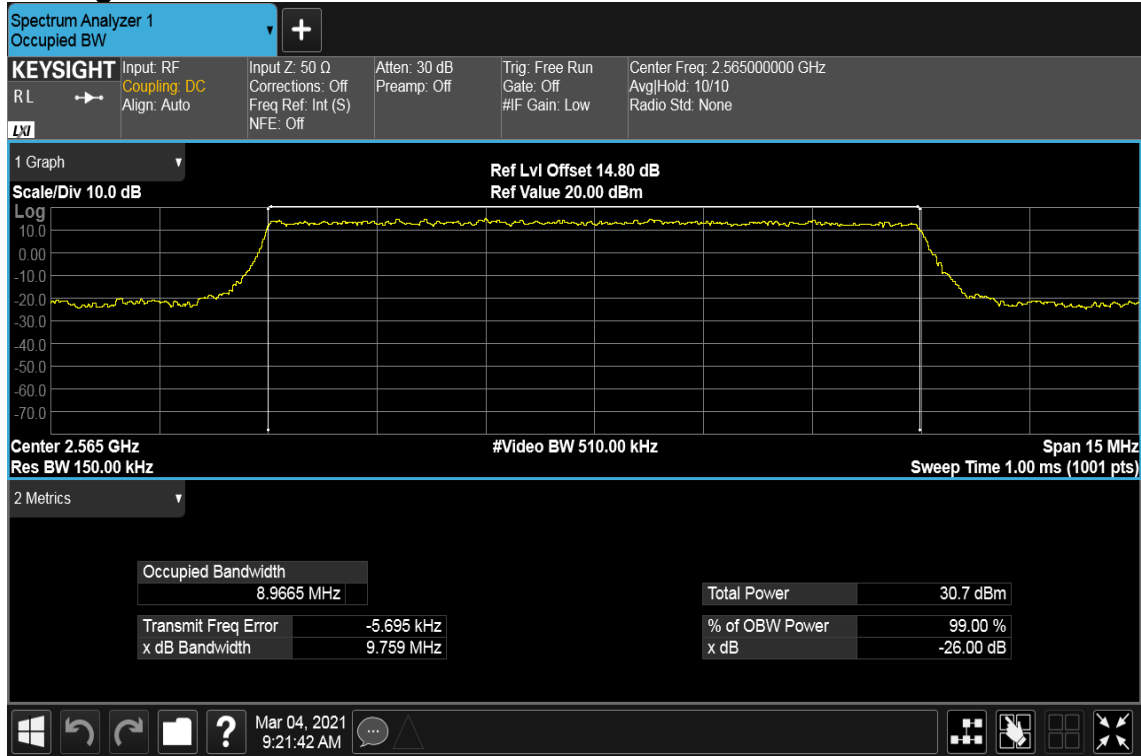 Spectrum Analyzer 1
Occupied BW
KEYSIGHT
RL
LXI
Input: RF
Coupling: DC
Align: Auto
Input Z: 50 Ω
Corrections: Off
Freq Ref: Int (S)
NFE: Off
Atten: 30 dB
Preamp: Off
Trig: Free Run
Gate: Off
#IF Gain: Low
Center Freq: 2.565000000 GHz
Avg|Hold: 10/10
Radio Std: None
1 Graph
Scale/Div 10.0 dB
Ref Lvl Offset 14.80 dB
Ref Value 20.00 dBm
Log
10.0
0.00
-10.0
-20.0
-30.0
-40.0
-50.0
-60.0
-70.0
Center 2.565 GHz
#Video BW 510.00 kHz
Span 15 MHz
Res BW 150.00 kHz
Sweep Time 1.00 ms (1001 pts)
2 Metrics
Occupied Bandwidth
8.9665 MHz
Transmit Freq Error -5.695 kHz
x dB Bandwidth 9.759 MHz
Total Power 30.7 dBm
% of OBW Power 99.00 %
x dB -26.00 dB
?
Mar 04, 2021
9:21:42 AM